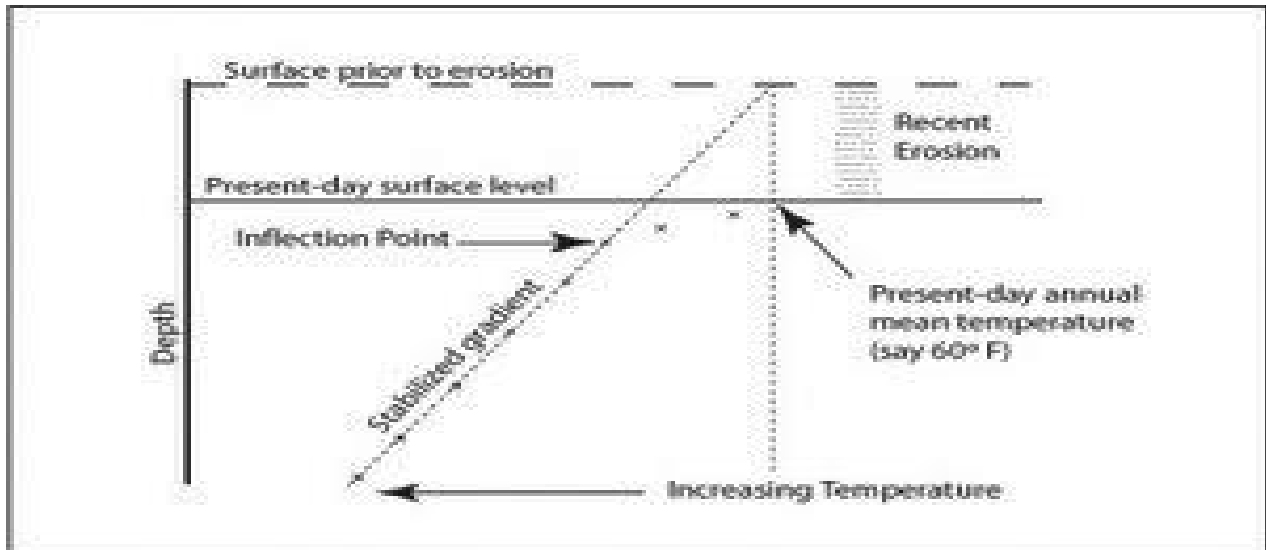 Surface prior to erosion
Recent
Erosion
Present-day surface level
Inflection Point
Present-day annual
mean temperature
(say 60º F)
Depth
Stabilized gradient
Increasing Temperature